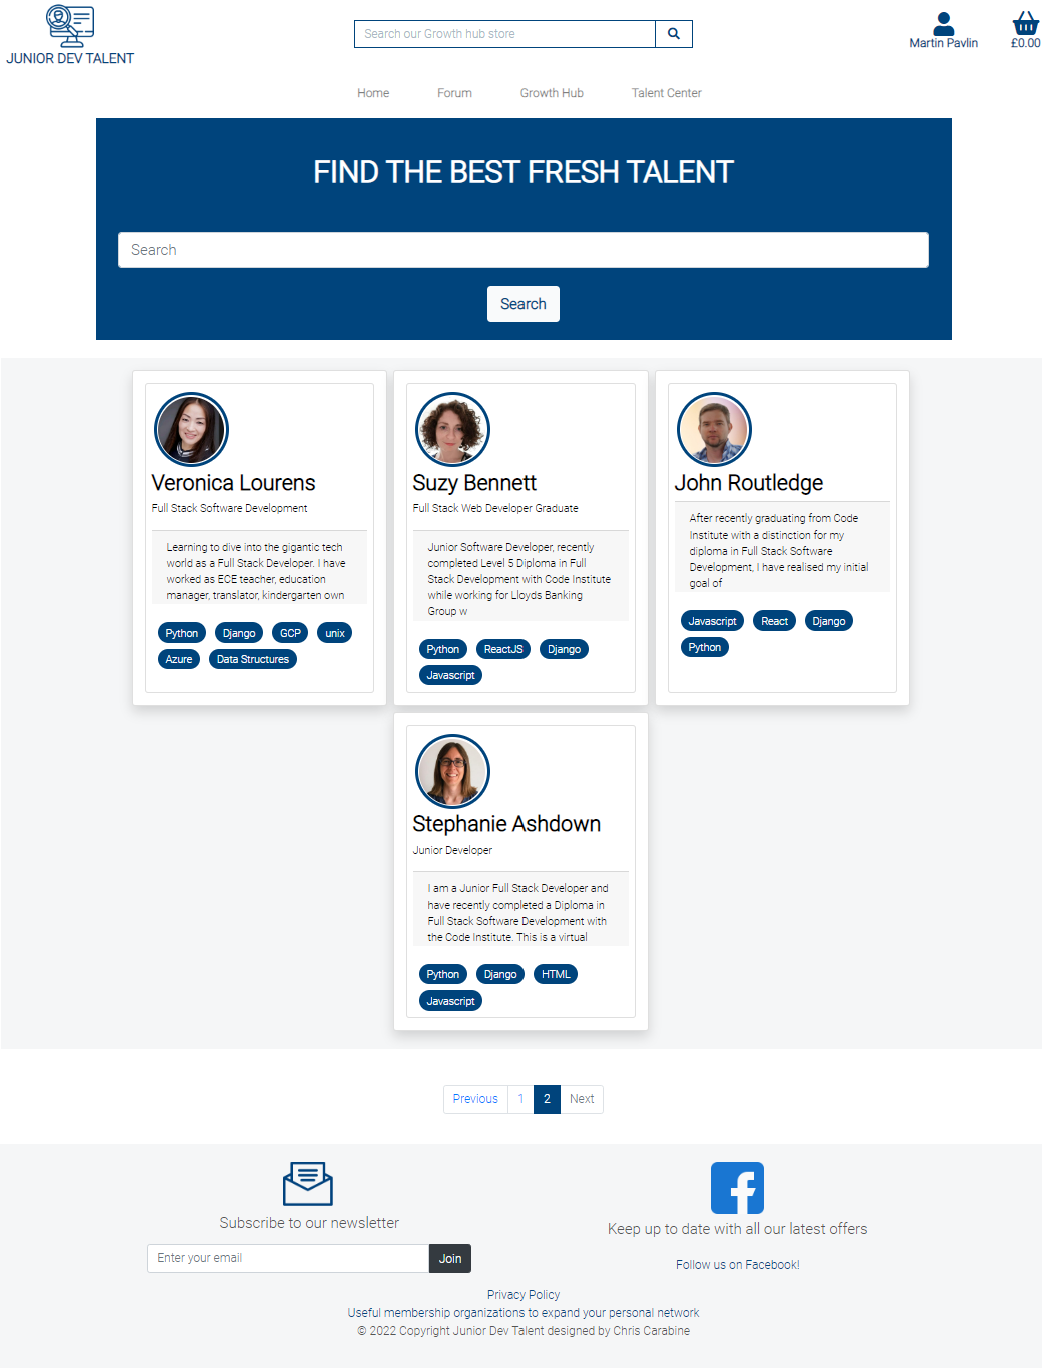 JUNIOR DEV TALENT
Search our Growth hub store
Martin Pavlin
£0.00
Home Forum Growth Hub Talent Center
FIND THE BEST FRESH TALENT
Search
Search
Veronica Lourens
Full Stack Software Development
Learning to dive into the gigantic tech
world as a Full Stack Developer. I have
worked as ECE teacher, education
manager, translator, kindergarten own
Python Django GCP unix
Azure Data Structures
Suzy Bennett
Full Stack Web Developer Graduate
Junior Software Developer, recently
completed Level 5 Diploma in Full
Stack Development with Code Institute
while working for Lloyds Banking
Group w
Python ReactJS Django
Javascript
John Routledge
After recently graduating from Code
Institute with a distinction for my
diploma in Full Stack Software
Development, I have realised my initial
goal of
Javascript React Django
Python
Stephanie Ashdown
Junior Developer
I am a Junior Full Stack Developer and
have recently completed a Diploma in
Full Stack Software Development with
the Code Institute. This is a virtual
Python Django HTML
Javascript
Previous 1 2 Next
Subscribe to our newsletter
Enter your email Join
Keep up to date with all our latest offers
Follow us on Facebook!
Privacy Policy
Useful membership organizations to expand your personal network
© 2022 Copyright Junior Dev Talent designed by Chris Carabine